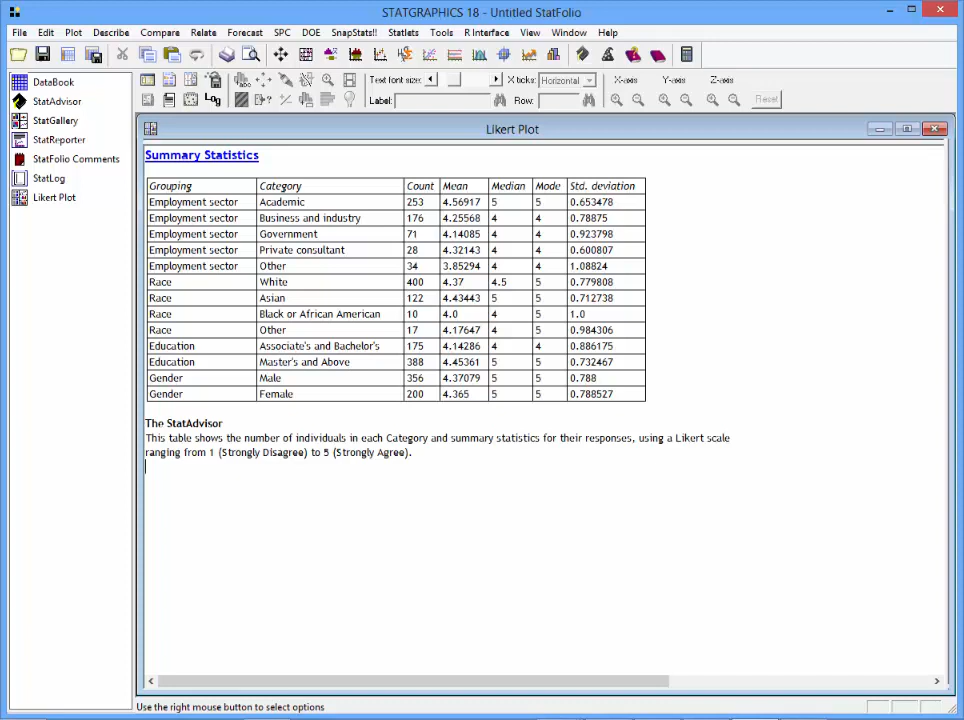 STATGRAPHICS 18 - Untitled StatFolio
File Edit Plot Describe Compare Relate Forecast SPC DOE SnapStats!! Statlets Tools R Interface View Window Help
Text font size: X ticks: Horizontal X-axis Y-axis Z-axis
Log Label: Row: Reset
DataBook
StatAdvisor
StatGallery
StatReporter
StatFolio Comments
StatLog
Likert Plot
Likert Plot
Summary Statistics
Grouping Category Count Mean Median Mode Std. deviation
Employment sector Academic 253 4.56917 5 5 0.653478
Employment sector Business and industry 176 4.25568 4 4 0.78875
Employment sector Government 71 4.14085 4 4 0.923798
Employment sector Private consultant 28 4.32143 4 4 0.600807
Employment sector Other 34 3.85294 4 4 1.08824
Race White 400 4.37 4.5 5 0.779808
Race Asian 122 4.43443 5 5 0.712738
Race Black or African American 10 4.0 4 5 1.0
Race Other 17 4.17647 4 5 0.984306
Education Associate's and Bachelor's 175 4.14286 4 4 0.886175
Education Master's and Above 388 4.45361 5 5 0.732467
Gender Male 356 4.37079 5 5 0.788
Gender Female 200 4.365 5 5 0.788527
The StatAdvisor
This table shows the number of individuals in each Category and summary statistics for their responses, using a Likert scale
ranging from 1 (Strongly Disagree) to 5 (Strongly Agree).
Use the right mouse button to select options